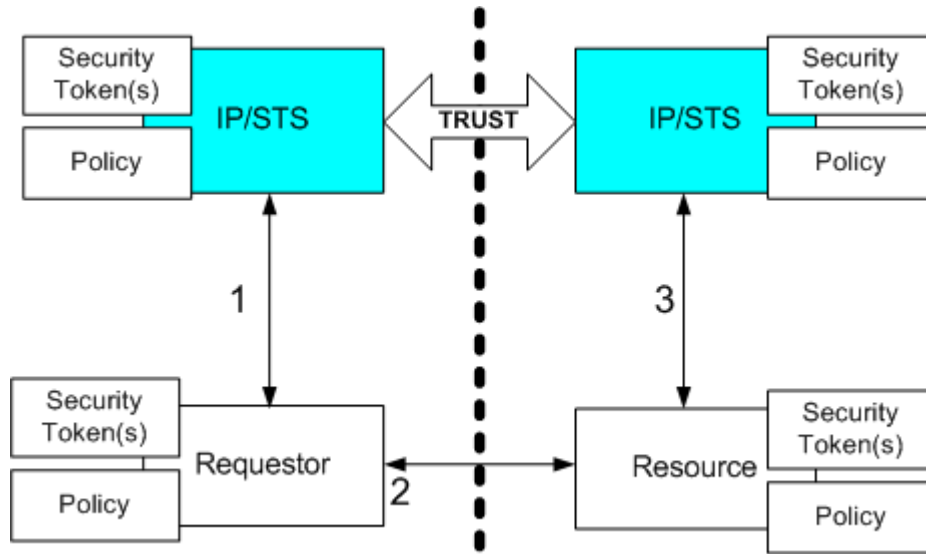 Security
Token(s)
Policy
IP/STS
TRUST
IP/STS
Security
Token(s)
Policy
1
3
Security
Token(s)
Policy
Requestor
2
Resource
Security
Token(s)
Policy